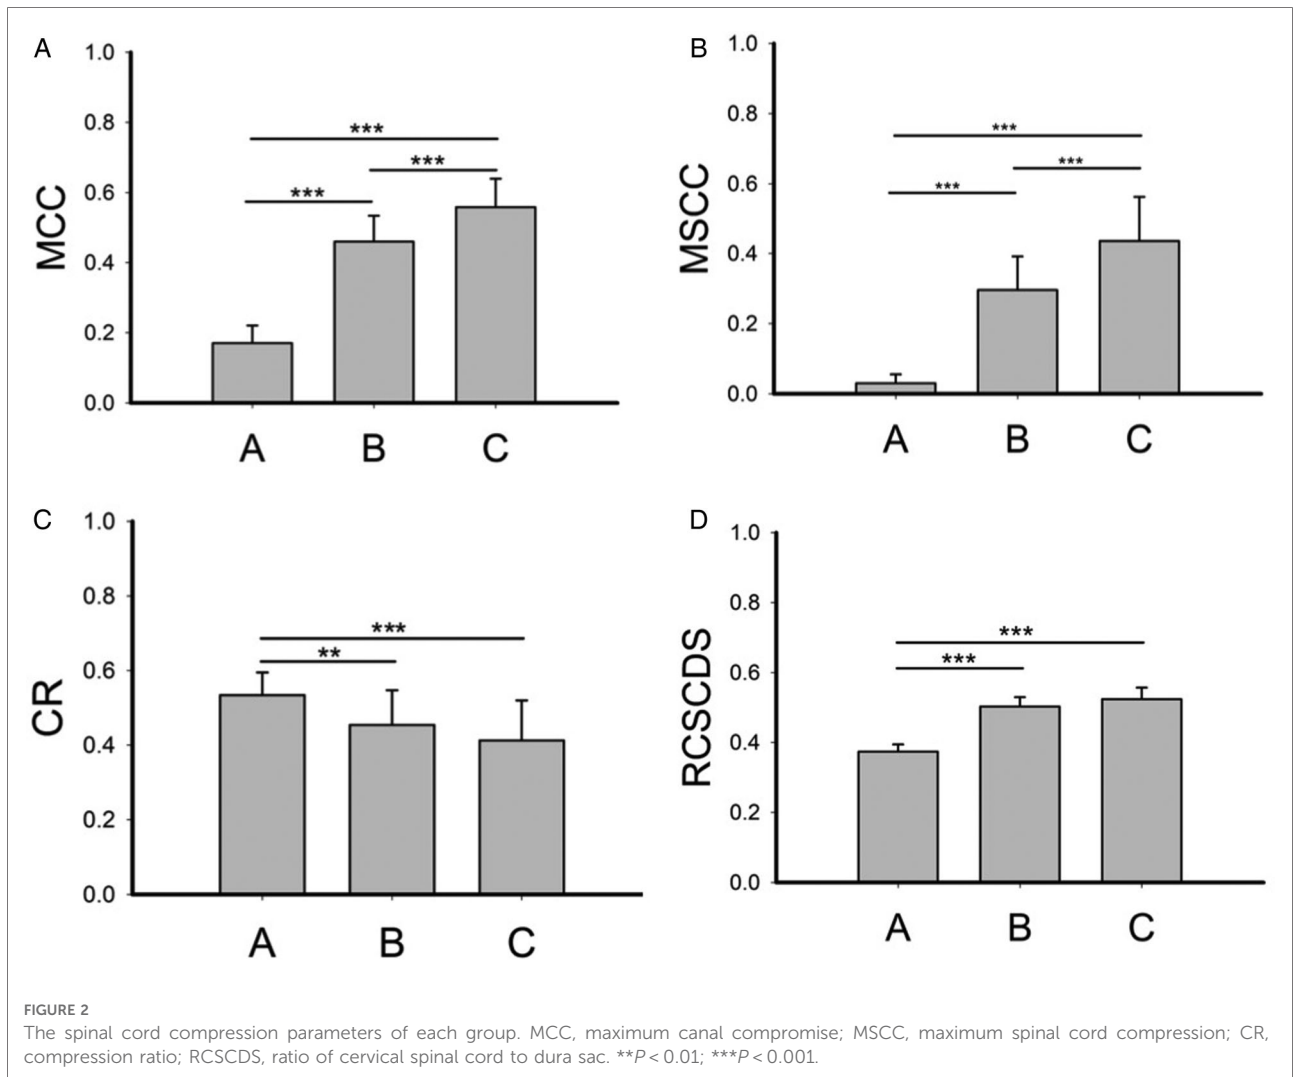 A
MCC
1.0
0.8
0.6
0.4
0.2
0.0
***
***
***
A B C
B
MSCC
1.0
0.8
0.6
0.4
0.2
0.0
***
***
***
A B C
C
CR
1.0
0.8
0.6
0.4
0.2
0.0
***
**
A B C
D
RCSCDS
1.0
0.8
0.6
0.4
0.2
0.0
***
***
A B C
FIGURE 2
The spinal cord compression parameters of each group. MCC, maximum canal compromise; MSCC, maximum spinal cord compression; CR,
compression ratio; RCSCDS, ratio of cervical spinal cord to dura sac. **P < 0.01; ***P < 0.001.